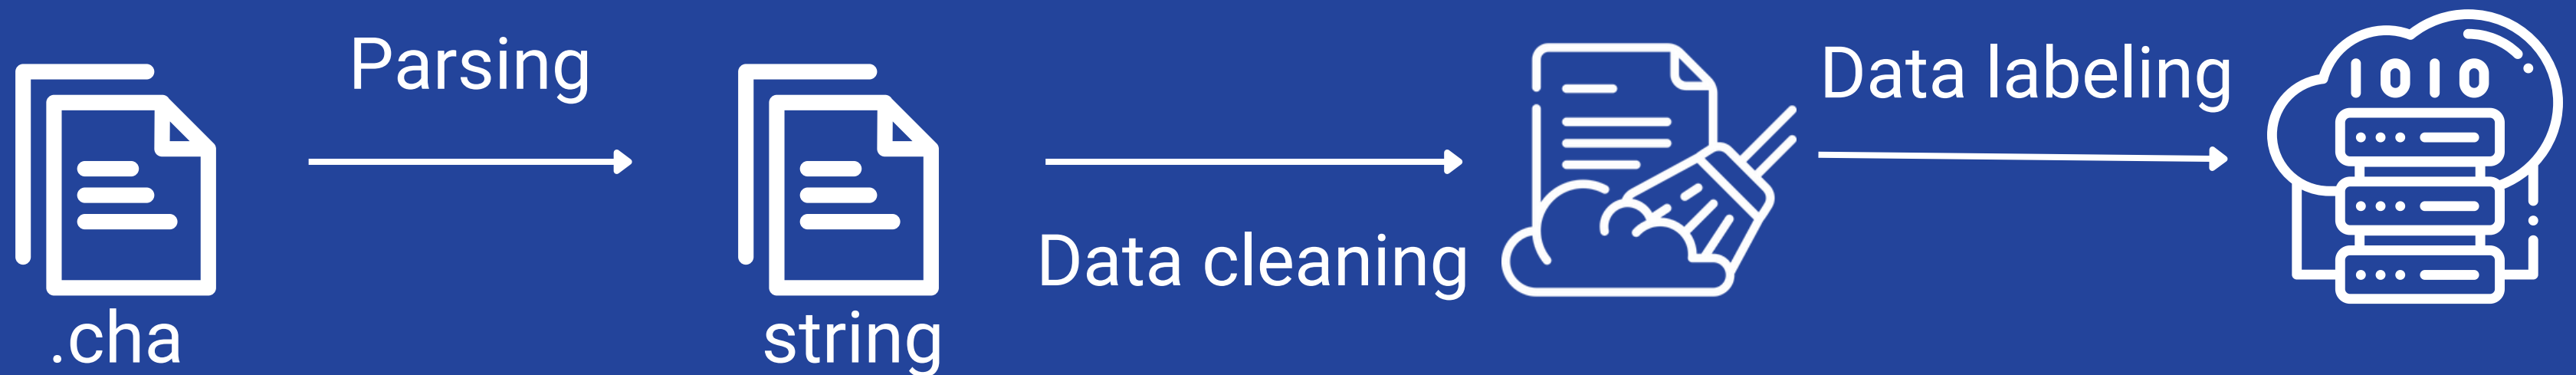 Parsing
Data labeling
1010
Data cleaning
.cha
string